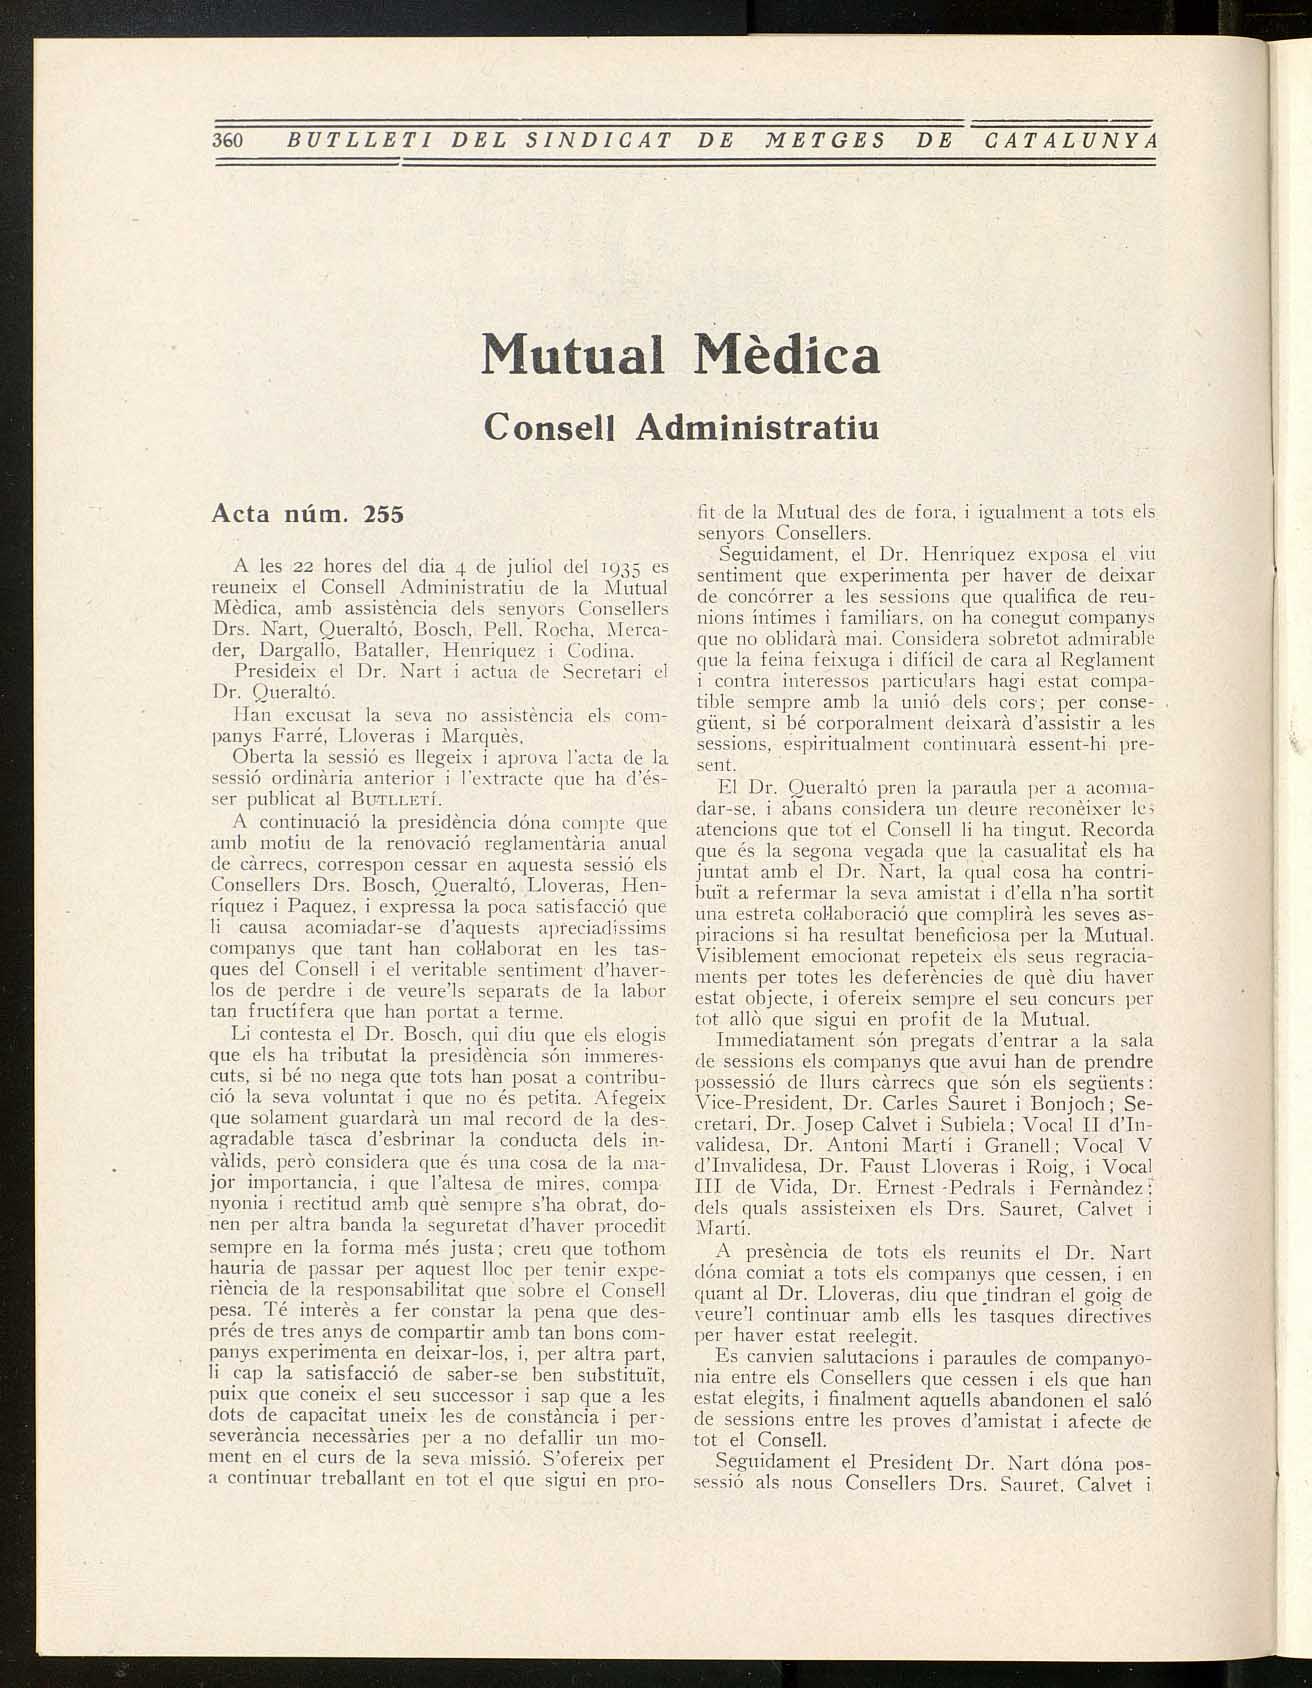 360 BUTLLETI DEL SINDICAT DE METGES DE CATALUNYA
Mutual Mèdica
Consell Administratiu
Acta núm. 255
A les 22 hores del dia 4 de juliol del 1935 es
reuneix el Consell Administratiu de la Mutual
Mèdica, amb assistència dels senyors Consellers
Drs. Nart, Queraltó, Bosch, Pell, Rocha, Merca-
der, Dargallo, Bataller, Henriquez i Codina.
Presideix el Dr. Nart i actua de Secretari el
Dr. Queraltó.
Han excusat la seva no assistència els com-
panys Farré, Lloveras i Marquès.
Oberta la sessió es llegeix i aprova l'acta de la
sessió ordinària anterior i l'extracte que ha d'és-
ser publicat al BUTLLETÍ.
A continuació la presidència dóna compte que
amb motiu de la renovació reglamentària anual
de càrrecs, correspon cessar en aquesta sessió els
Consellers Drs. Bosch, Queraltó, Lloveras, Hen-
ríquez i Paquez, i expressa la poca satisfacció que
li causa acomiadar-se d'aquests apreciadíssims
companys que tant han col·laborat en les tas-
ques del Consell i el veritable sentiment d'haver-
los de perdre i de veure'ls separats de la labor
tan fructífera que han portat a terme.
Li contesta el Dr. Bosch, qui diu que els elogis
que els ha tributat la presidència són immeres-
cuts, si bé no nega que tots han posat a contribu-
ció la seva voluntat i que no és petita. Afegeix
que solament guardarà un mal record de la des-
agradable tasca d'esbrinar la conducta dels in-
vàlids, però considera que és una cosa de la ma-
jor importancia, i que l'altesa de mires, compa
nyonia i rectitud amb què sempre s'ha obrat, do-
nen per altra banda la seguretat d'haver procedit
sempre en la forma més justa; creu que tothom
hauria de passar per aquest lloc per tenir expe-
riència de la responsabilitat que sobre el Consell
pesa. Té interès a fer constar la pena que des-
prés de tres anys de compartir amb tan bons com-
panys experimenta en deixar-los, i, per altra part,
li cap la satisfacció de saber-se ben substituït,
puix que coneix el seu successor i sap que a les
dots de capacitat uneix les de constància i per-
severància necessàries per a no defallir un mo-
ment en el curs de la seva missió. S'ofereix per
a continuar treballant en tot el que sigui en pro-
fit de la Mutual des de fora, i igualment a tots els
senyors Consellers.
Seguidament, el Dr. Henriquez exposa el viu
sentiment que experimenta per haver de deixar
de concórrer a les sessions que qualifica de reu-
nions íntimes i familiars, on ha conegut companys
que no oblidarà mai. Considera sobretot admirable
que la feina feixuga i difícil de cara al Reglament
i contra interessos particulars hagi estat compa-
tible sempre amb la unió dels cors; per conse-
güent, si bé corporalment deixarà d'assistir a les
sessions, espiritualment continuarà essent-hi pre-
sent.
El Dr. Queraltó pren la paraula per a acomia-
dar-se, i abans considera un deure reconèixer les
atencions que tot el Consell li ha tingut. Recorda
que és la segona vegada que la casualitat els ha
juntat amb el Dr. Nart, la qual cosa ha contri-
buït a refermar la seva amistat i d'ella n'ha sortit
una estreta col·laboració que complirà les seves as-
piracions si ha resultat beneficiosa per la Mutual.
Visiblement emocionat repeteix els seus regracia-
ments per totes les deferències de què diu haver
estat objecte, i ofereix sempre el seu concurs per
tot allò que sigui en profit de la Mutual.
Immediatament són pregats d'entrar a la sala
de sessions els companys que avui han de prendre
possessió de llurs càrrecs que són els següents:
Vice-President, Dr. Carles Sauret i Bonjoch; Se-
cretari, Dr. Josep Calvet i Subiela; Vocal II d'In-
validesa, Dr. Antoni Martí i Granell; Vocal V
d'Invalidesa, Dr. Faust Lloveras i Roig, i Vocal
III de Vida, Dr. Ernest Pedrals i Fernàndez;
dels quals assisteixen els Drs. Sauret, Calvet i
Martí.
A presència de tots els reunits el Dr. Nart
dóna comiat a tots els companys que cessen, i en
quant al Dr. Lloveras, diu que tindran el goig de
veure'l continuar amb ells les tasques directives
per haver estat reelegit.
Es canvien salutacions i paraules de companyo-
nia entre els Consellers que cessen i els que han
estat elegits, i finalment aquells abandonen el saló
de sessions entre les proves d'amistat i afecte de
tot el Consell.
Seguidament el President Dr. Nart dóna pos-
sessió als nous Consellers Drs. Sauret, Calvet i